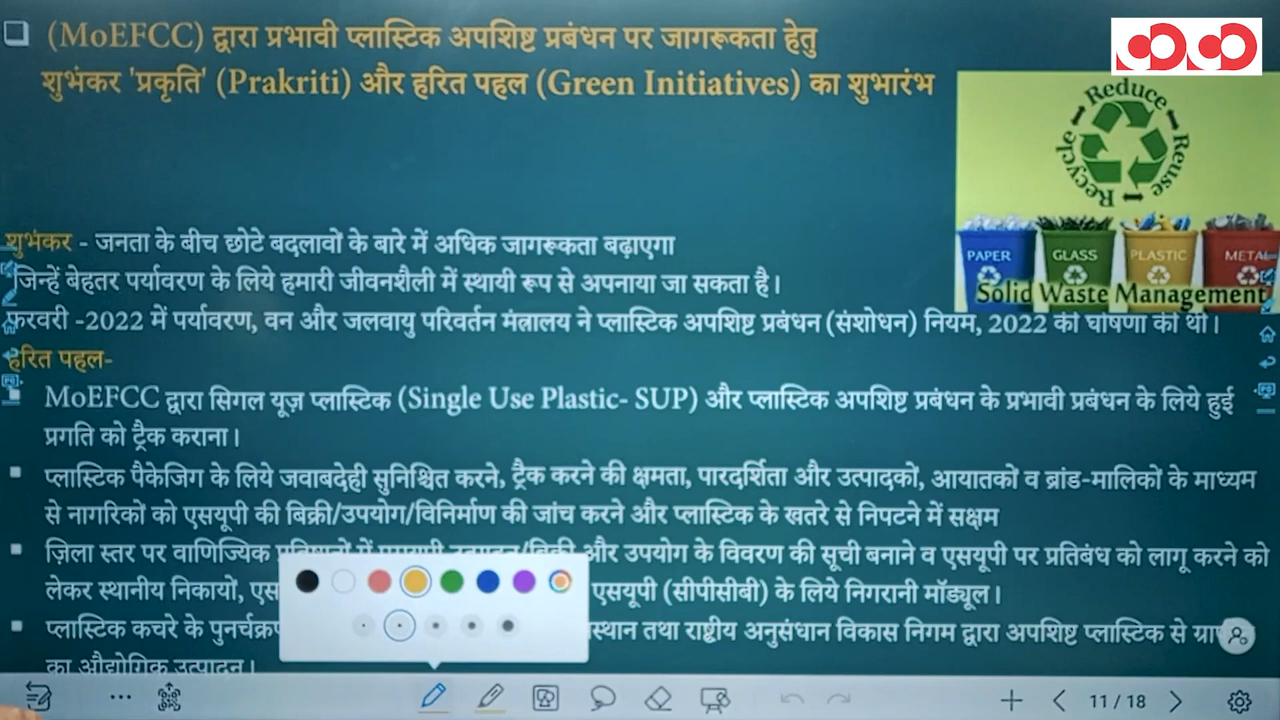 (MoEFCC) द्वारा प्रभावी प्लास्टिक अपशिष्ट प्रबंधन पर जागरूकता हेतु
शुभंकर 'प्रकृति' (Prakriti) और हरित पहल (Green Initiatives) का शुभारंभ
Reduce
Reuse
Recycle
PAPER
GLASS
PLASTIC
METAL
Solid Waste Management
शुभंकर - जनता के बीच छोटे बदलावों के बारे में अधिक जागरूकता बढ़ाएगा
जिन्हें बेहतर पर्यावरण के लिये हमारी जीवनशैली में स्थायी रूप से अपनाया जा सकता है।
फ़रवरी -2022 में पर्यावरण, वन और जलवायु परिवर्तन मंत्रालय ने प्लास्टिक अपशिष्ट प्रबंधन (संशोधन) नियम, 2022 की घोषणा की थी।
हरित पहल-
MoEFCC द्वारा सिगल यूज़ प्लास्टिक (Single Use Plastic- SUP) और प्लास्टिक अपशिष्ट प्रबंधन के प्रभावी प्रबंधन के लिये हुई
प्रगति को ट्रैक कराना।
प्लास्टिक पैकेजिग के लिये जवाबदेही सुनिश्चित करने, ट्रैक करने की क्षमता, पारदर्शिता और उत्पादकों, आयातकों व ब्रांड-मालिकों के माध्यम
से नागरिकों को एसयूपी की बिक्री/उपयोग/विनिर्माण की जांच करने और प्लास्टिक के खतरे से निपटने में सक्षम
ज़िला स्तर पर वाणिज्यिक और उपयोग के विवरण की सूची बनाने व एसयूपी पर प्रतिबंध को लागू करने को
लेकर स्थानीय निकायों, एसयूपी (सीपीसीबी) के लिये निगरानी मॉड्यूल।
प्लास्टिक कचरे के तथा राष्ट्रीय अनुसंधान विकास निगम द्वारा अपशिष्ट प्लास्टिक से
का औद्योगिक उत्पादन।
11 / 18